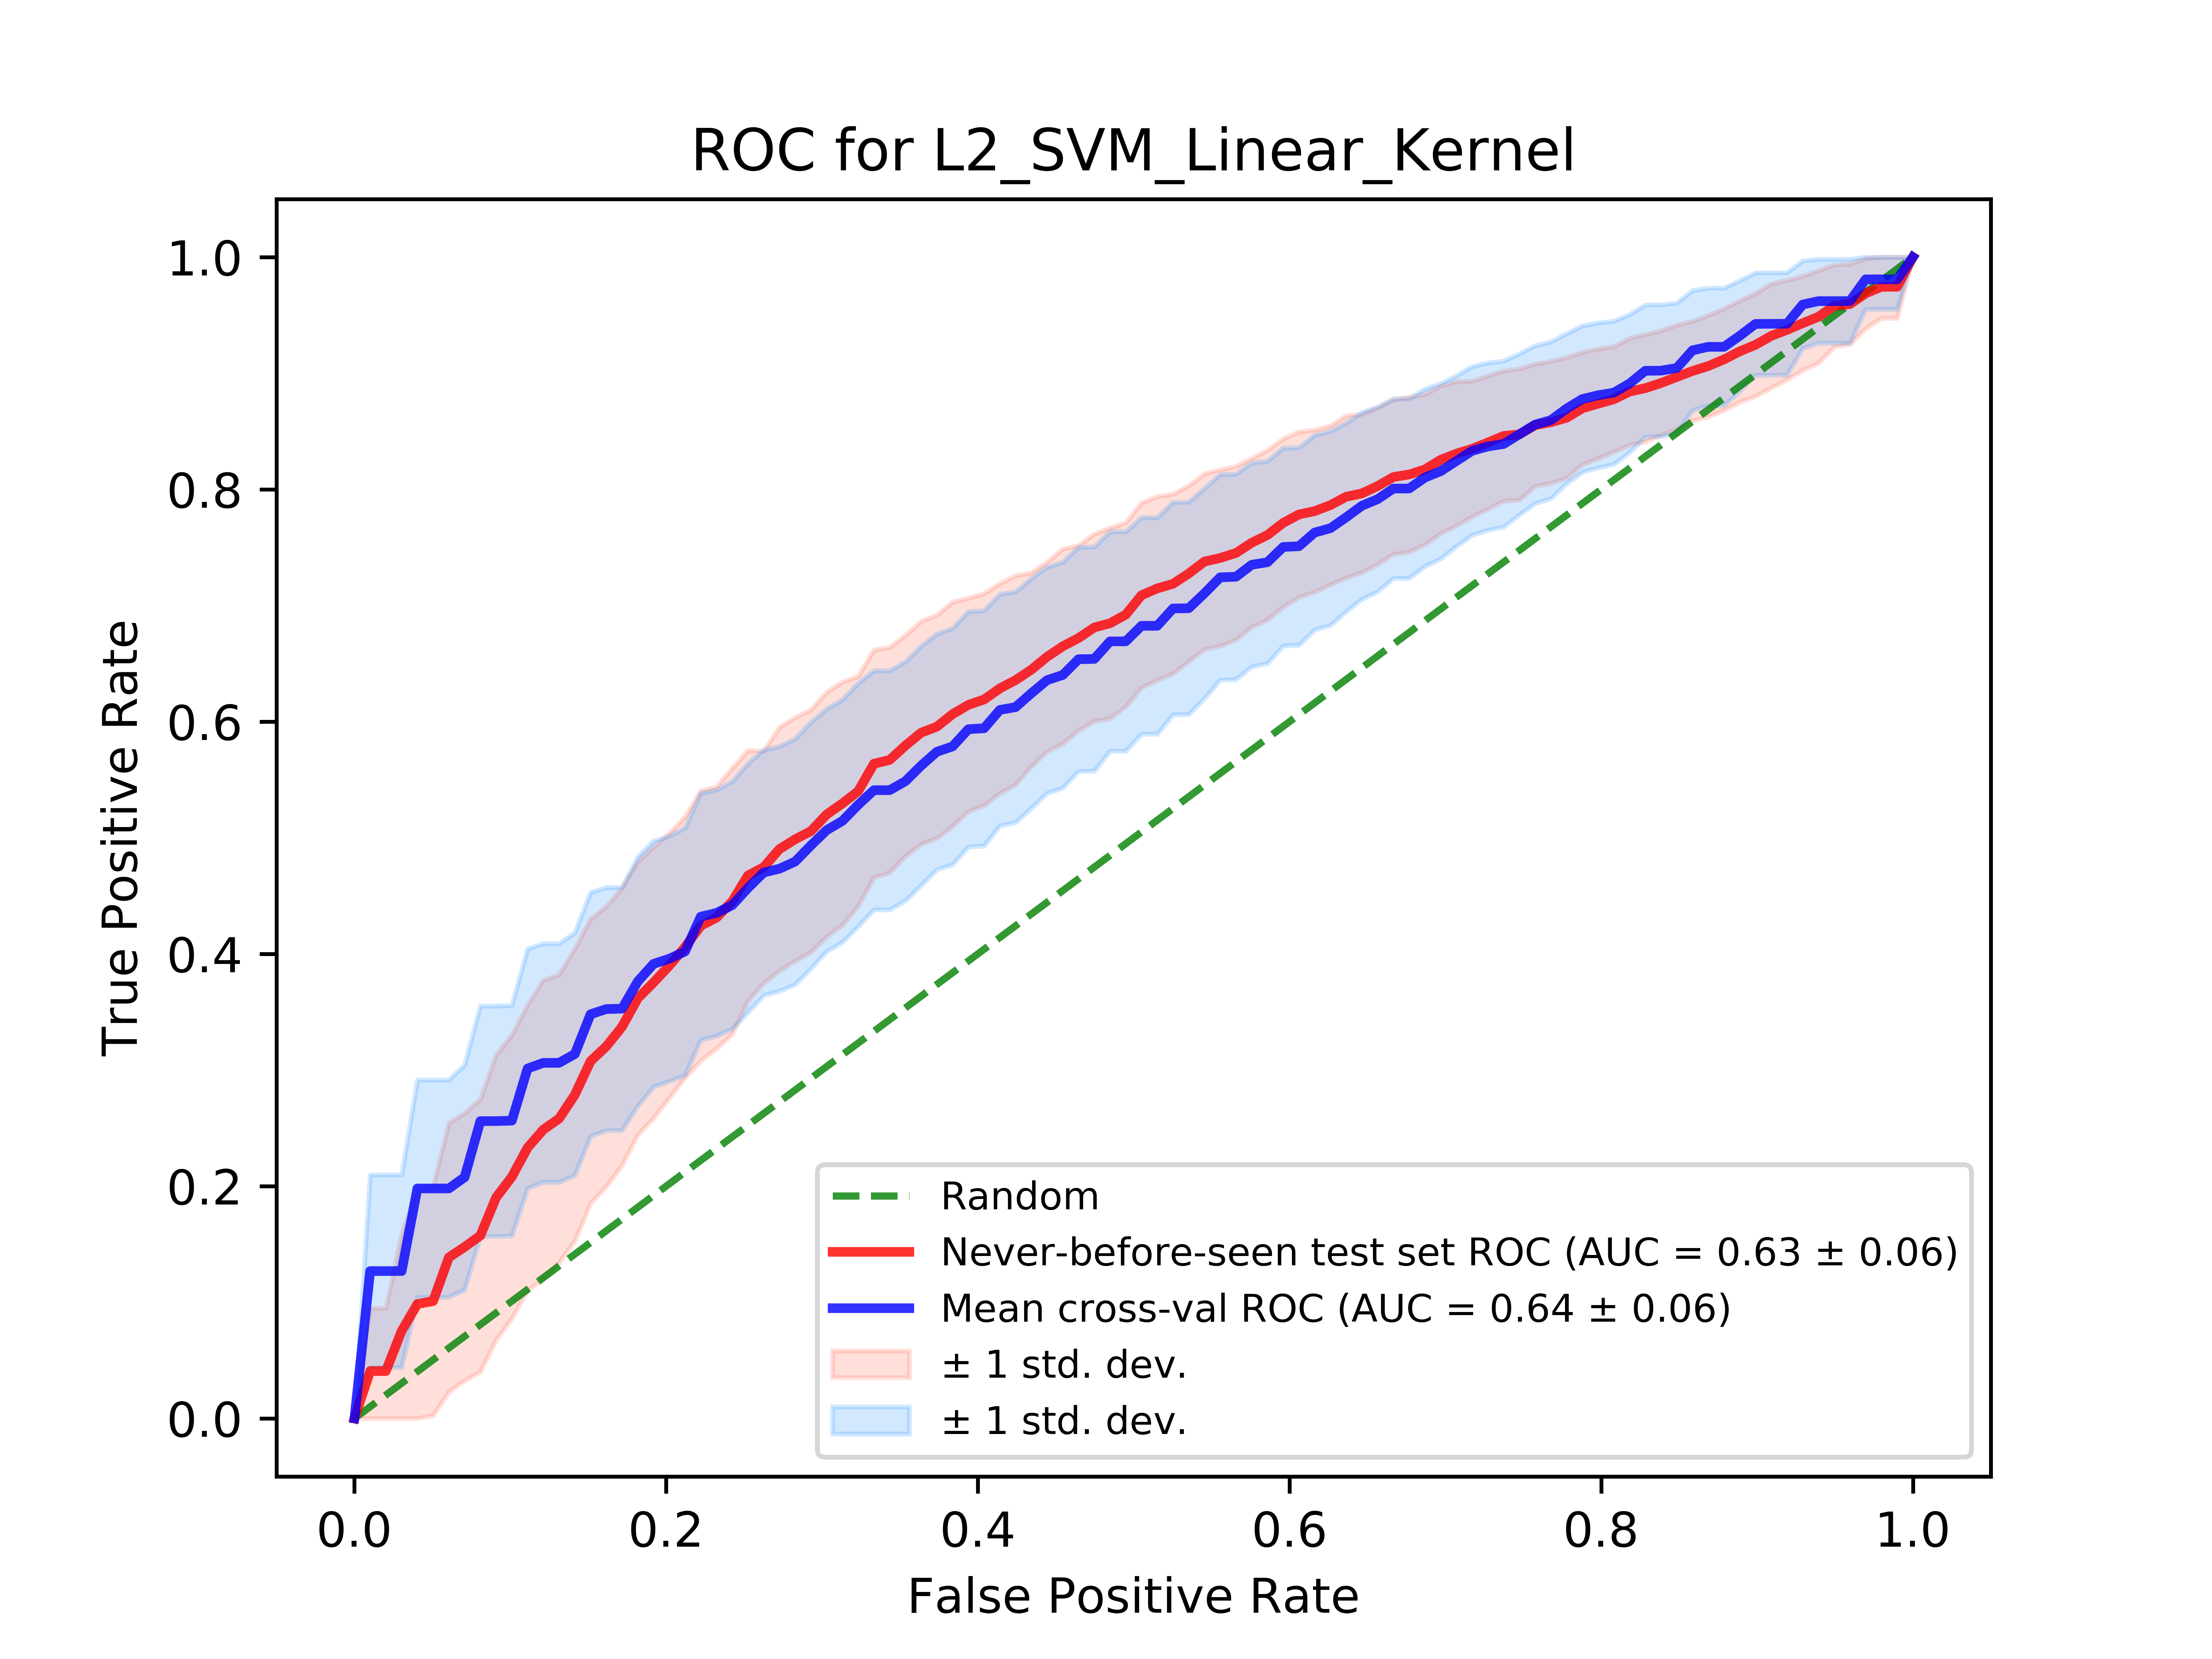 ROC for L2_SVM_Linear_Kernel
True Positive Rate
1.0
0.8
0.6
0.4
0.2
0.0
Random
Never-before-seen test set ROC (AUC = 0.63 ± 0.06)
Mean cross-val ROC (AUC = 0.64 ± 0.06)
± 1 std. dev.
± 1 std. dev.
0.0 0.2 0.4 0.6 0.8 1.0
False Positive Rate